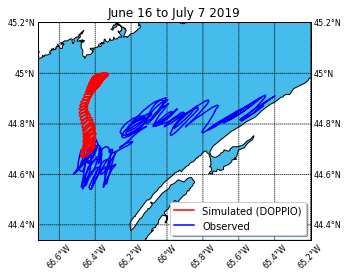 June 16 to July 7 2019
45.2°N 45.2°N
45°N 45°N
44.8°N 44.8°N
44.6°N 44.6°N
44.4°N 44.4°N
Simulated (DOPPIO)
Observed
66.6°W 66.4°W 66.2°W 66°W 65.8°W 65.6°W 65.4°W 65.2°W